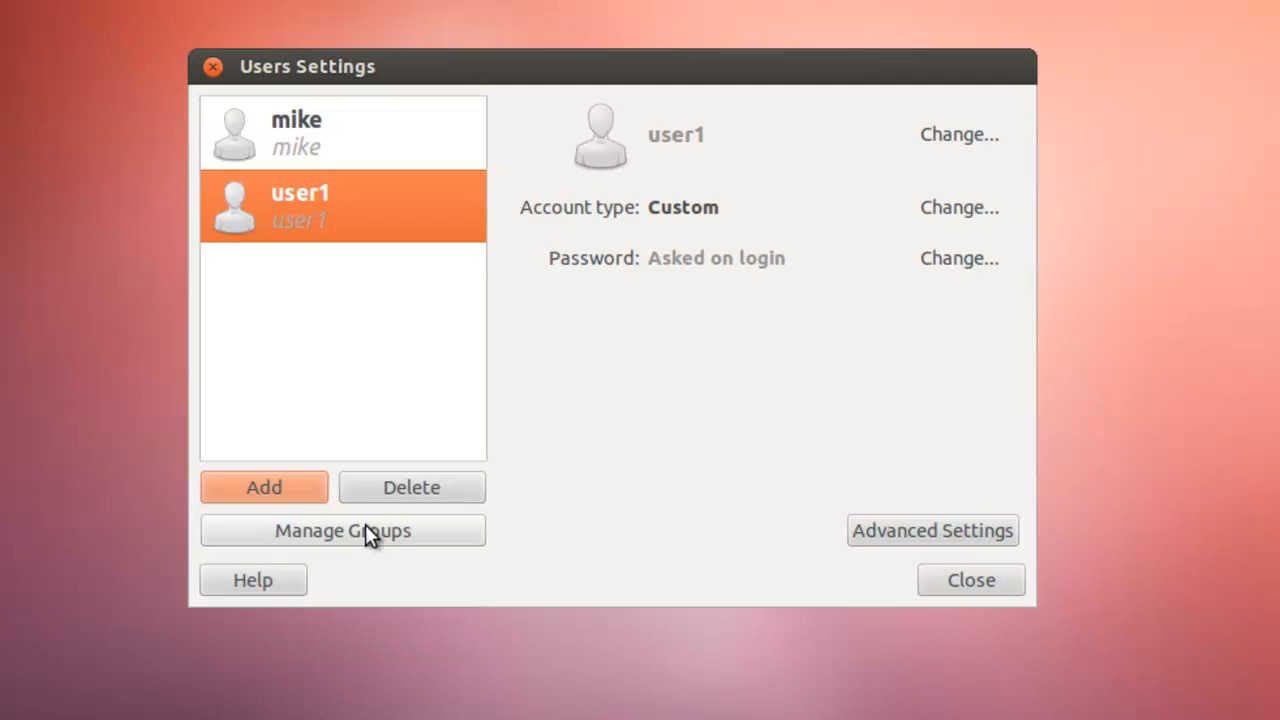 Users Settings
mike
mike
user1
user1
Add
Delete
Manage Groups
Help
user1
Change...
Account type: Custom
Change...
Password: Asked on login
Change...
Advanced Settings
Close